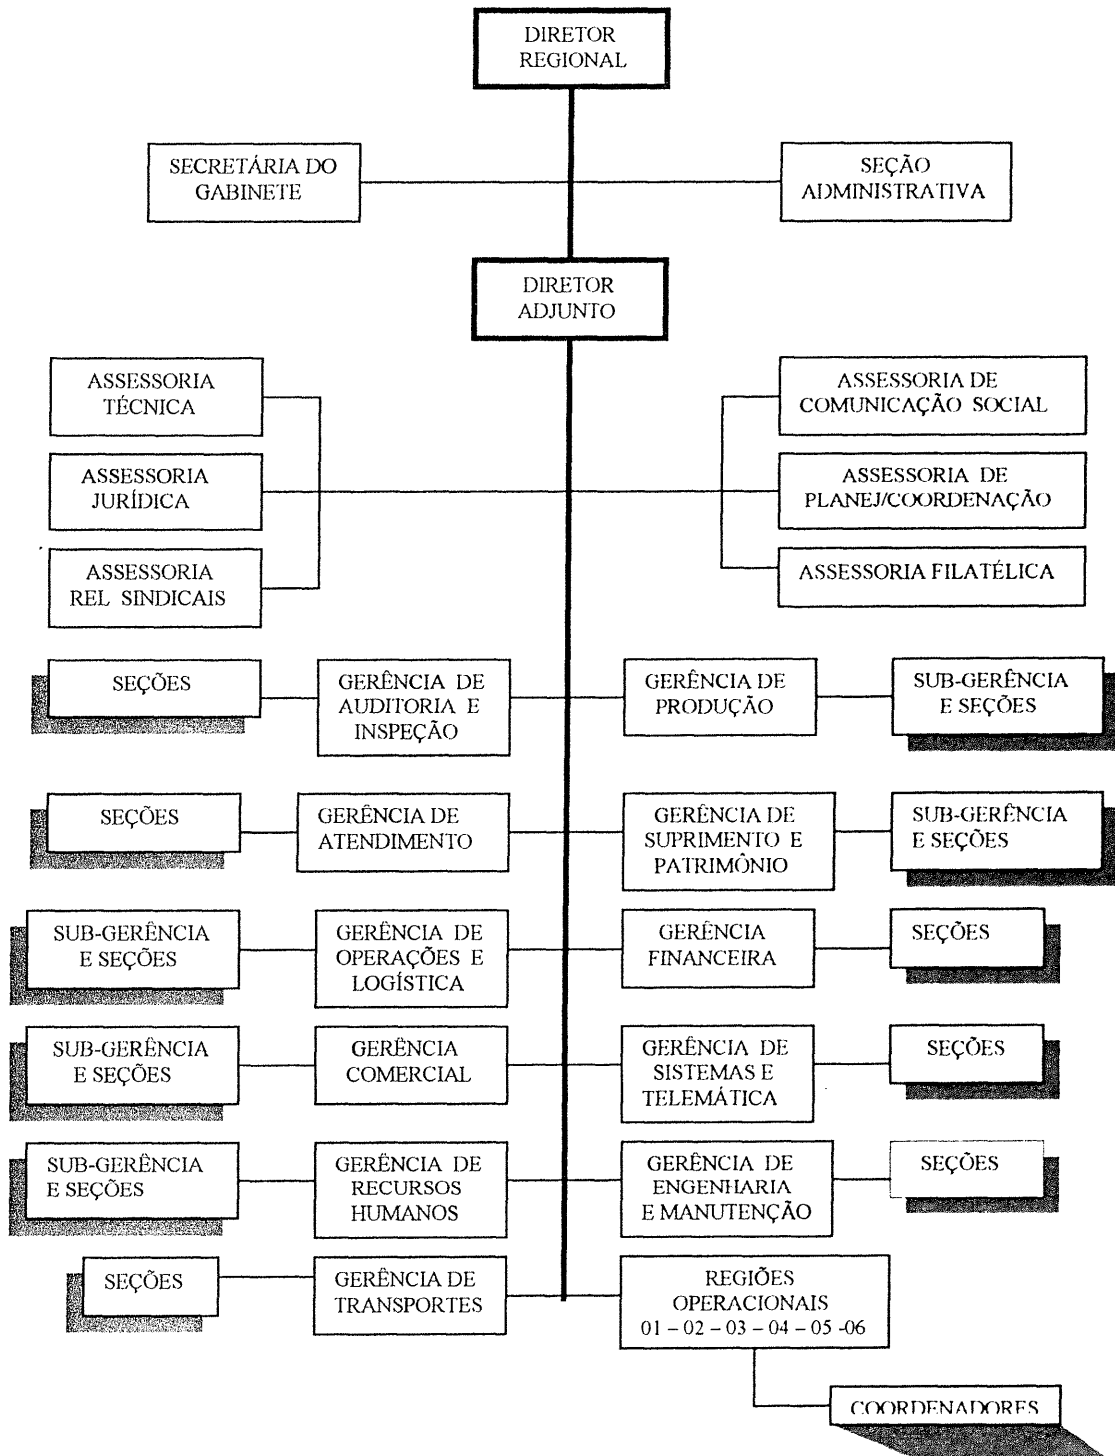 DIRETOR
REGIONAL
SECRETÁRIA DO
GABINETE
SEÇÃO
ADMINISTRATIVA
DIRETOR
ADJUNTO
ASSESSORIA
TÉCNICA
ASSESSORIA DE
COMUNICAÇÃO SOCIAL
ASSESSORIA
JURÍDICA
ASSESSORIA DE
PLANEJ/COORDENAÇÃO
ASSESSORIA
REL SINDICAIS
ASSESSORIA FILATÉLICA
SEÇÕES
GERÊNCIA DE
AUDITORIA E
INSPEÇÃO
GERÊNCIA DE
PRODUÇÃO
SUB-GERÊNCIA
E SEÇÕES
SEÇÕES
GERÊNCIA DE
ATENDIMENTO
GERÊNCIA DE
SUPRIMENTO E
PATRIMÔNIO
SUB-GERÊNCIA
E SEÇÕES
SUB-GERÊNCIA
E SEÇÕES
GERÊNCIA DE
OPERAÇÕES E
LOGÍSTICA
GERÊNCIA
FINANCEIRA
SEÇÕES
SUB-GERÊNCIA
E SEÇÕES
GERÊNCIA
COMERCIAL
GERÊNCIA DE
SISTEMAS E
TELEMÁTICA
SEÇÕES
SUB-GERÊNCIA
E SEÇÕES
GERÊNCIA DE
RECURSOS
HUMANOS
GERÊNCIA DE
ENGENHARIA
E MANUTENÇÃO
SEÇÕES
SEÇÕES
GERÊNCIA DE
TRANSPORTES
REGIÕES
OPERACIONAIS
01 – 02 – 03 – 04 – 05 -06
COORDENADORES